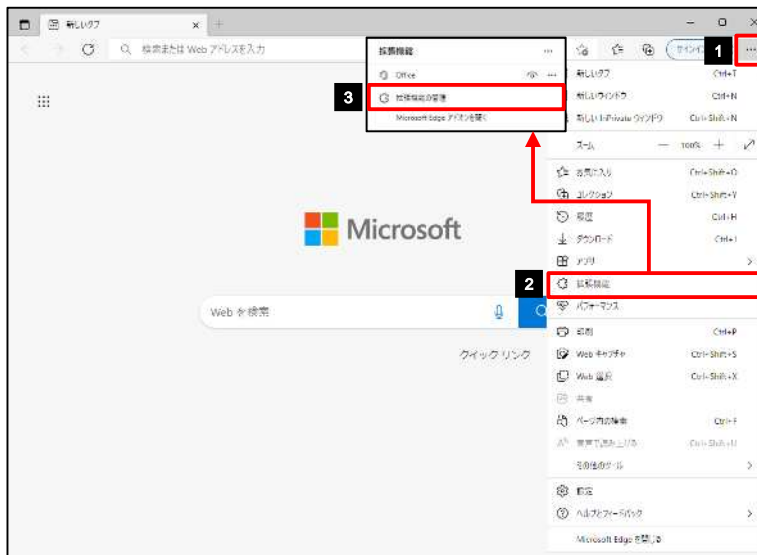 新しいタブ
検索または Web アドレスを入力
1
拡張機能
Office
3
拡張機能の管理
Microsoft Edge アドオンを開く
新しいタブ Ctrl+T
新しいウィンドウ Ctrl+N
新しい InPrivate ウィンドウ Ctrl+Shift+N
ズーム 100%
お気に入り Ctrl+Shift+O
コレクション Ctrl+Shift+Y
履歴 Ctrl+H
ダウンロード Ctrl+J
アプリ
2
拡張機能
パフォーマンス
Microsoft
Web を検索
クイック リンク
印刷 Ctrl+P
Web キャプチャ Ctrl+Shift+S
Web 選択 Ctrl+Shift+X
共有
ページ内の検索 Ctrl+F
音声で読み上げる Ctrl+Shift+U
その他のツール
設定
ヘルプとフィードバック
Microsoft Edge を閉じる